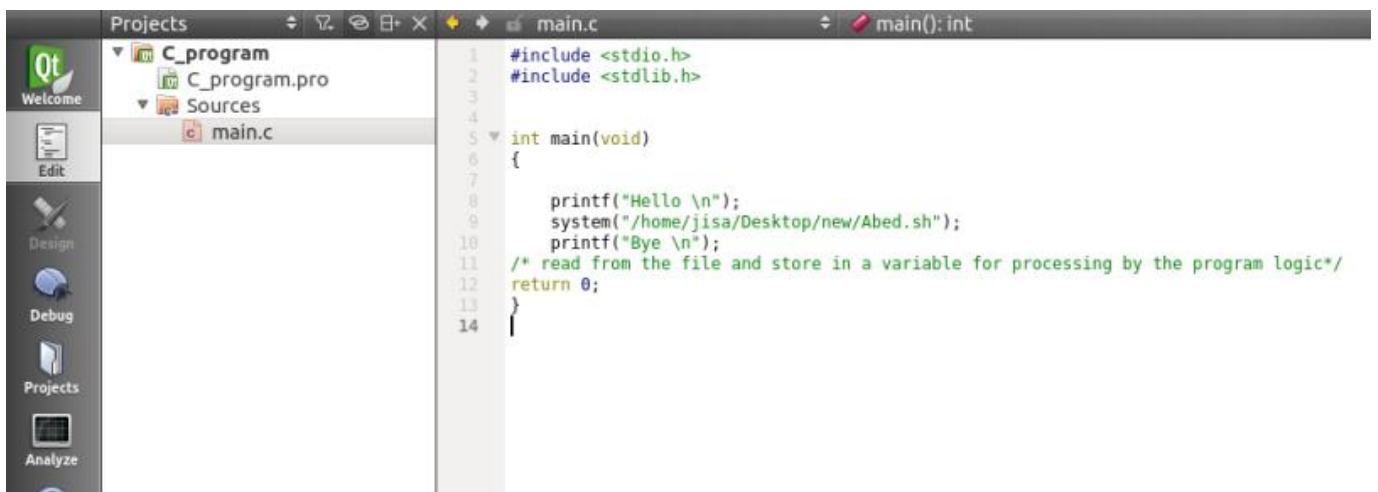 Projects
main.c
main(): int
Qt
Welcome
Edit
Design
Debug
Projects
Analyze
C_program
C_program.pro
Sources
c main.c
1 #include <stdio.h>
2 #include <stdlib.h>
3
4
5 int main(void)
6 {
7
8 printf("Hello \n");
9 system("/home/jisa/Desktop/new/Abed.sh");
10 printf("Bye \n");
11 /* read from the file and store in a variable for processing by the program logic*/
12 return 0;
13 }
14